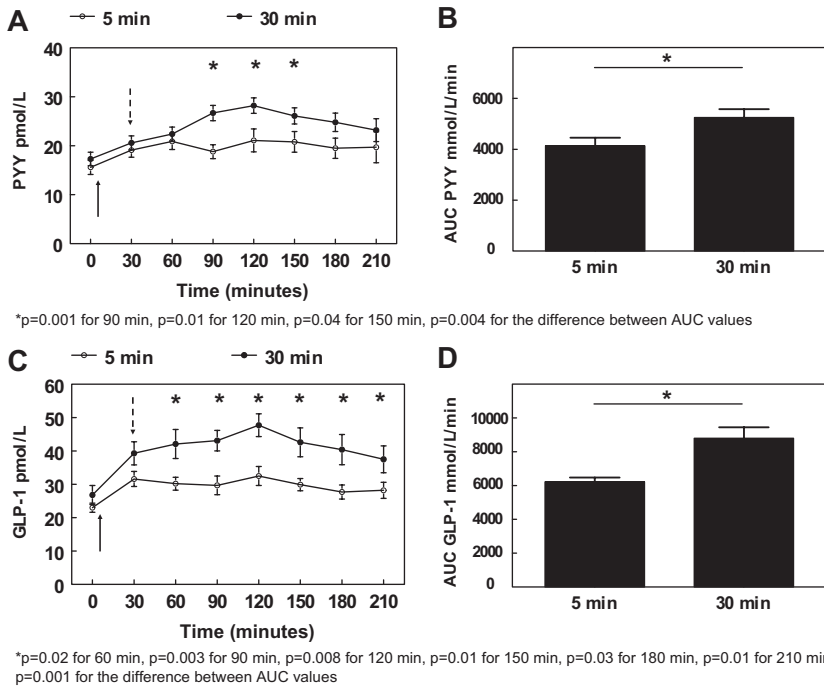 A
5 min 30 min
PYY pmol/L
40
30
20
10
0
* * *
0 30 60 90 120 150 180 210
Time (minutes)
B
AUC PYY mmol/L/min
6000
4000
2000
0
*
5 min 30 min
*p=0.001 for 90 min, p=0.01 for 120 min, p=0.04 for 150 min, p=0.004 for the difference between AUC values
C
5 min 30 min
GLP-1 pmol/L
60
50
40
30
20
10
0
* * * * * *
0 30 60 90 120 150 180 210
Time (minutes)
D
AUC GLP-1 mmol/L/min
10000
8000
6000
4000
2000
0
*
5 min 30 min
*p=0.02 for 60 min, p=0.003 for 90 min, p=0.008 for 120 min, p=0.01 for 150 min, p=0.03 for 180 min, p=0.01 for 210 min
p=0.001 for the difference between AUC values